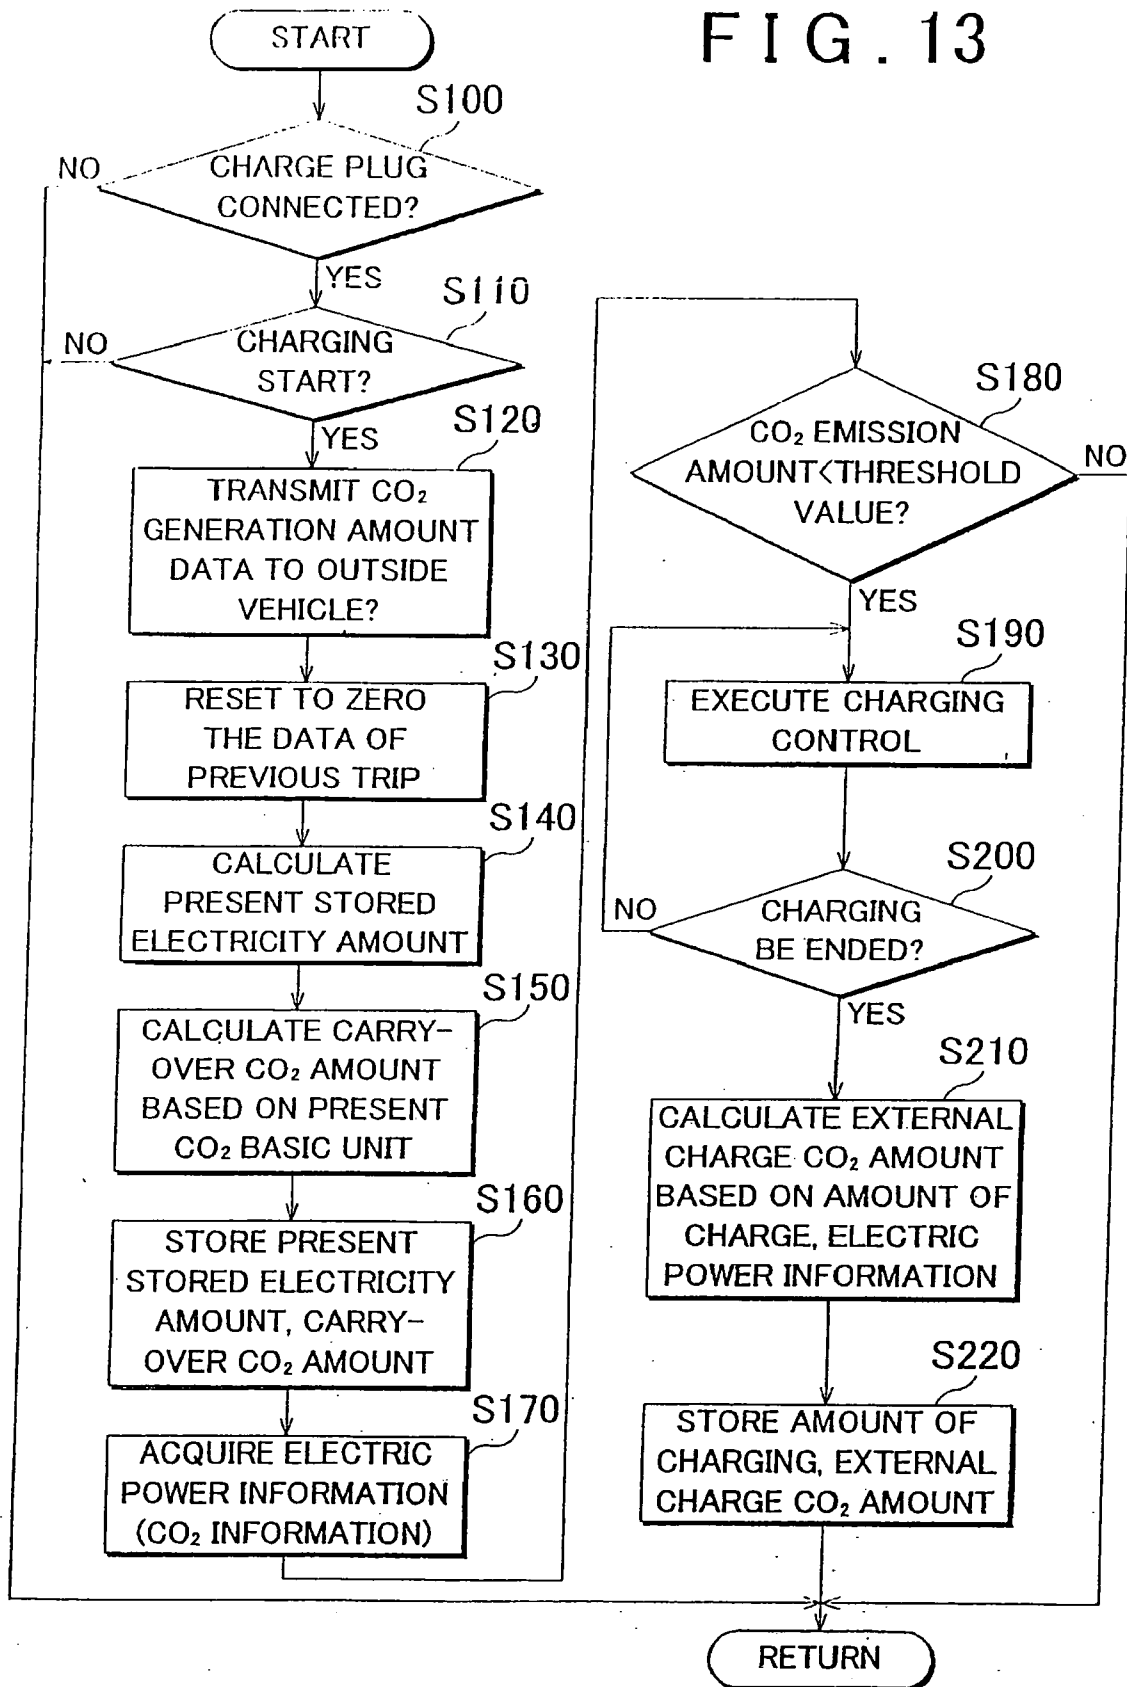 FIG. 13
START
S100
CHARGE PLUG
CONNECTED?
NO
YES
S110
CHARGING
START?
NO
YES
S120
TRANSMIT CO₂
GENERATION AMOUNT
DATA TO OUTSIDE
VEHICLE?
S130
RESET TO ZERO
THE DATA OF
PREVIOUS TRIP
S140
CALCULATE
PRESENT STORED
ELECTRICITY AMOUNT
S150
CALCULATE CARRY-
OVER CO₂ AMOUNT
BASED ON PRESENT
CO₂ BASIC UNIT
S160
STORE PRESENT
STORED ELECTRICITY
AMOUNT, CARRY-
OVER CO₂ AMOUNT
S170
ACQUIRE ELECTRIC
POWER INFORMATION
(CO₂ INFORMATION)
S180
CO₂ EMISSION
AMOUNT<THRESHOLD
VALUE?
NO
YES
S190
EXECUTE CHARGING
CONTROL
S200
CHARGING
BE ENDED?
NO
YES
S210
CALCULATE EXTERNAL
CHARGE CO₂ AMOUNT
BASED ON AMOUNT OF
CHARGE, ELECTRIC
POWER INFORMATION
S220
STORE AMOUNT OF
CHARGING, EXTERNAL
CHARGE CO₂ AMOUNT
RETURN